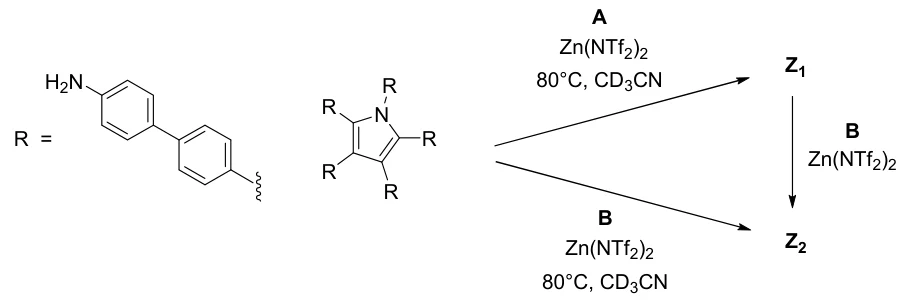 A
Zn(NTf2)2
80°C, CD3CN
Z1
H2N
R =
R
R
N
R
R
R
B
Zn(NTf2)2
B
Zn(NTf2)2
80°C, CD3CN
Z2